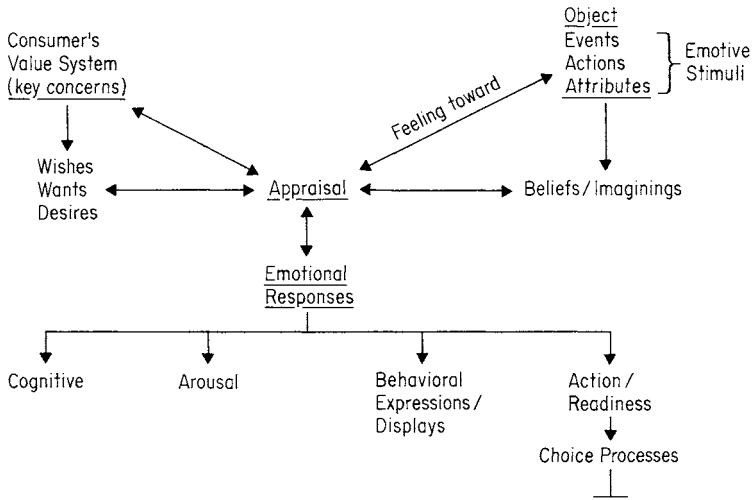 Consumer's
Value System
(key concerns)
Object
Events
Actions
Attributes
Emotive
Stimuli
Feeling toward
Wishes
Wants
Desires
Appraisal
Beliefs/Imaginings
Emotional
Responses
Cognitive
Arousal
Behavioral
Expressions/
Displays
Action/
Readiness
Choice Processes